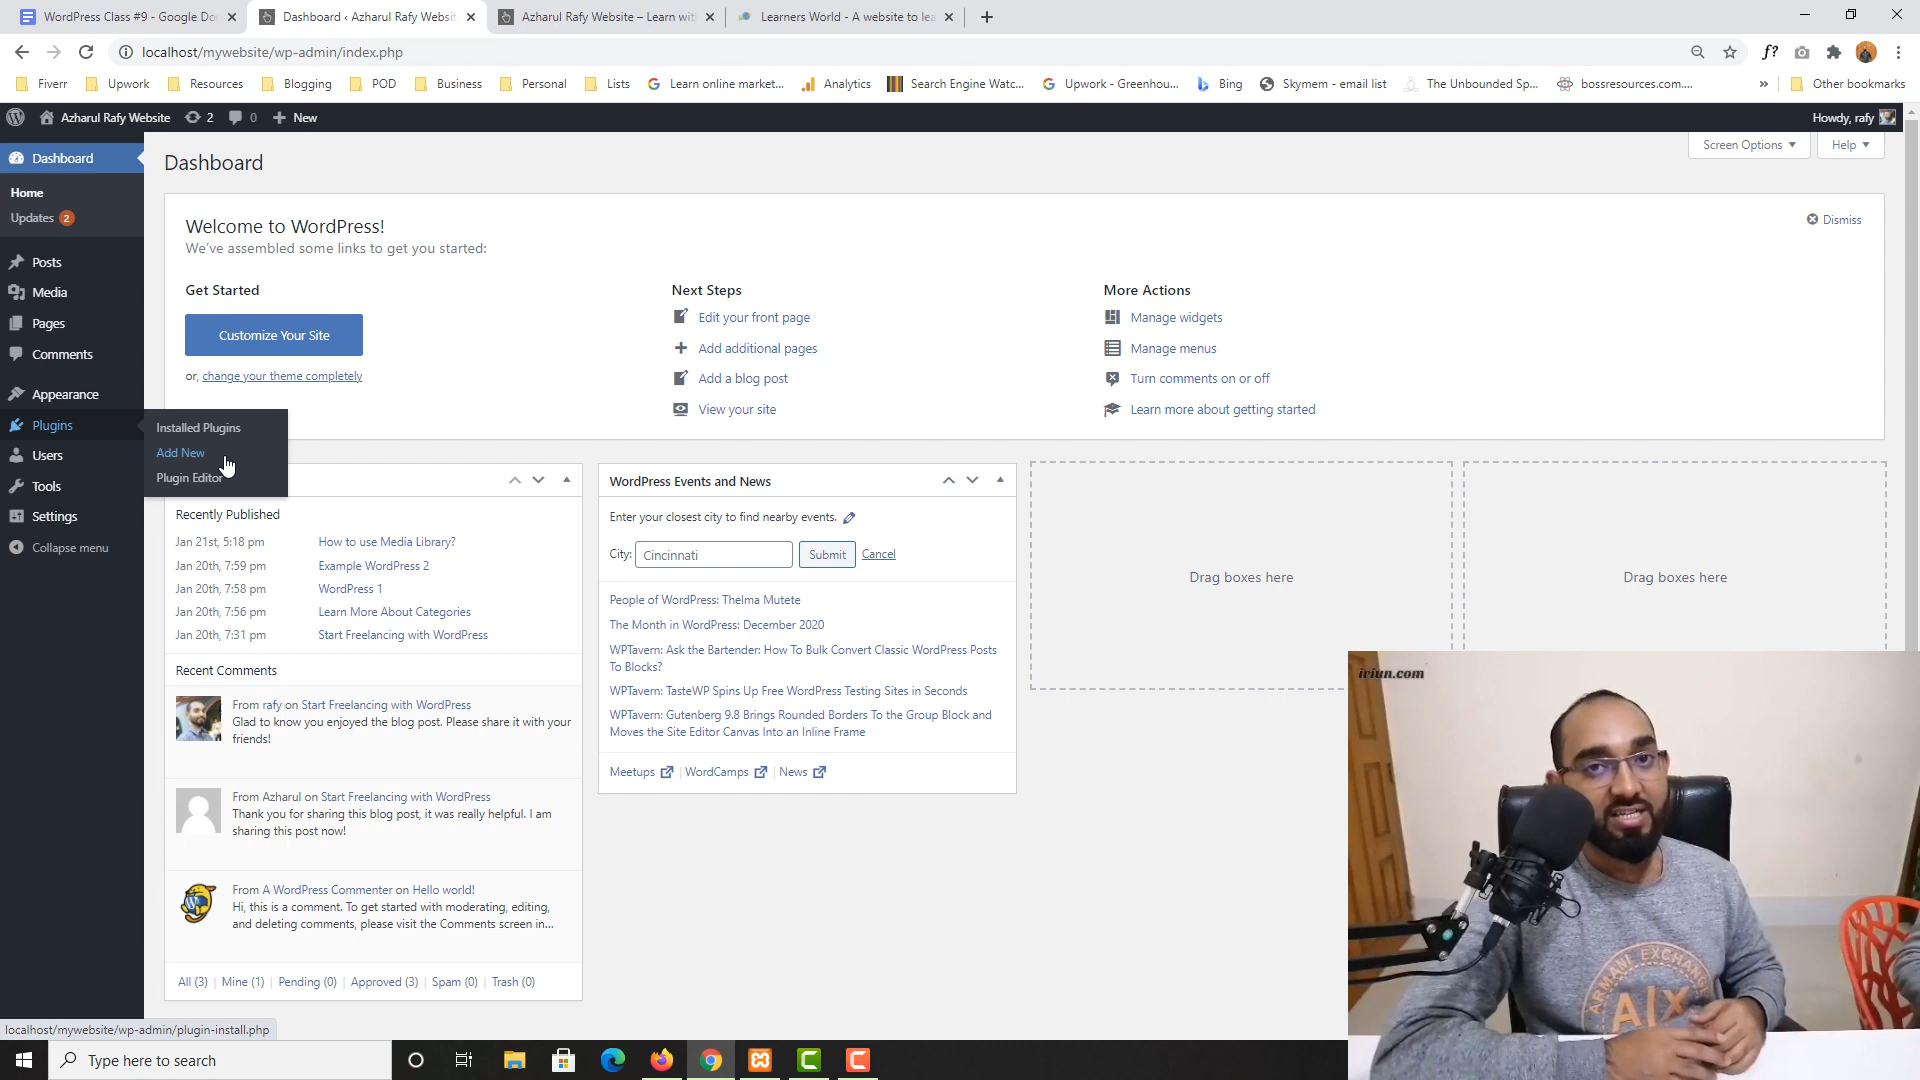 WordPress Class #9 - Google Do
Dashboard ‹ Azharul Rafy Websit
Azharul Rafy Website – Learn wit
Learners World - A website to lea
localhost/mywebsite/wp-admin/index.php
f?
Fiverr
Upwork
Resources
Blogging
POD
Business
Personal
Lists
Learn online market...
Analytics
Search Engine Watc...
Upwork - Greenhou...
Bing
Skymem - email list
The Unbounded Sp...
bossresources.com....
»
Other bookmarks
Azharul Rafy Website
2
0
New
Howdy, rafy
Dashboard
Home
Updates 2
Posts
Media
Pages
Comments
Appearance
Plugins
Users
Tools
Settings
Collapse menu
Installed Plugins
Add New
Plugin Editor
Dashboard
Screen Options
Help
Welcome to WordPress!
We've assembled some links to get you started:
Dismiss
Get Started
Customize Your Site
or, change your theme completely
Next Steps
Edit your front page
Add additional pages
Add a blog post
View your site
More Actions
Manage widgets
Manage menus
Turn comments on or off
Learn more about getting started
Recently Published
Jan 21st, 5:18 pm How to use Media Library?
Jan 20th, 7:59 pm Example WordPress 2
Jan 20th, 7:58 pm WordPress 1
Jan 20th, 7:56 pm Learn More About Categories
Jan 20th, 7:31 pm Start Freelancing with WordPress
Recent Comments
From rafy on Start Freelancing with WordPress
Glad to know you enjoyed the blog post. Please share it with your
friends!
From Azharul on Start Freelancing with WordPress
Thank you for sharing this blog post, it was really helpful. I am
sharing this post now!
From A WordPress Commenter on Hello world!
Hi, this is a comment. To get started with moderating, editing,
and deleting comments, please visit the Comments screen in...
All (3) | Mine (1) | Pending (0) | Approved (3) | Spam (0) | Trash (0)
WordPress Events and News
Enter your closest city to find nearby events.
City: Cincinnati Submit Cancel
People of WordPress: Thelma Mutete
The Month in WordPress: December 2020
WPTavern: Ask the Bartender: How To Bulk Convert Classic WordPress Posts
To Blocks?
WPTavern: TasteWP Spins Up Free WordPress Testing Sites in Seconds
WPTavern: Gutenberg 9.8 Brings Rounded Borders To the Group Block and
Moves the Site Editor Canvas Into an Inline Frame
Meetups | WordCamps | News
Drag boxes here
Drag boxes here
iriun.com
ARMANI EXCHANGE
A|X
localhost/mywebsite/wp-admin/plugin-install.php
Type here to search